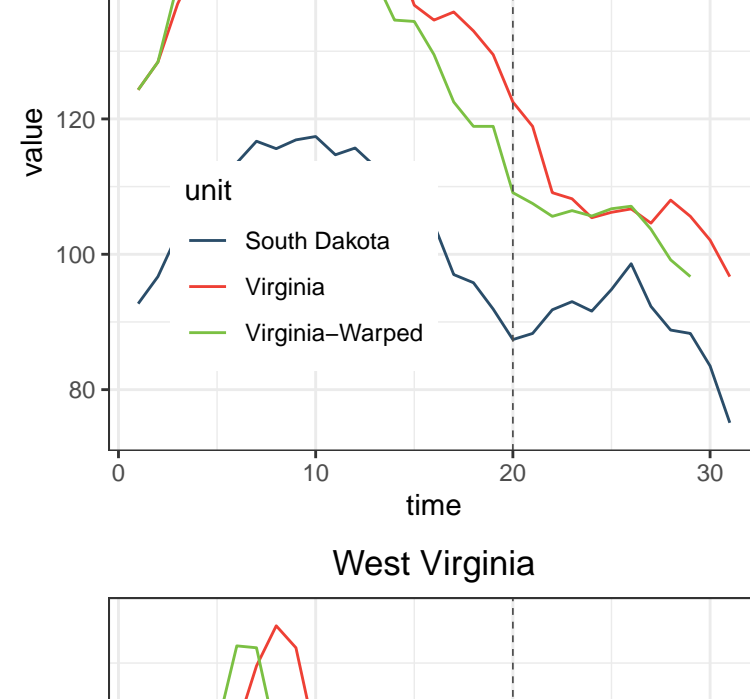 value
120
100
80
unit
South Dakota
Virginia
Virginia−Warped
0 10 20 30
time
West Virginia